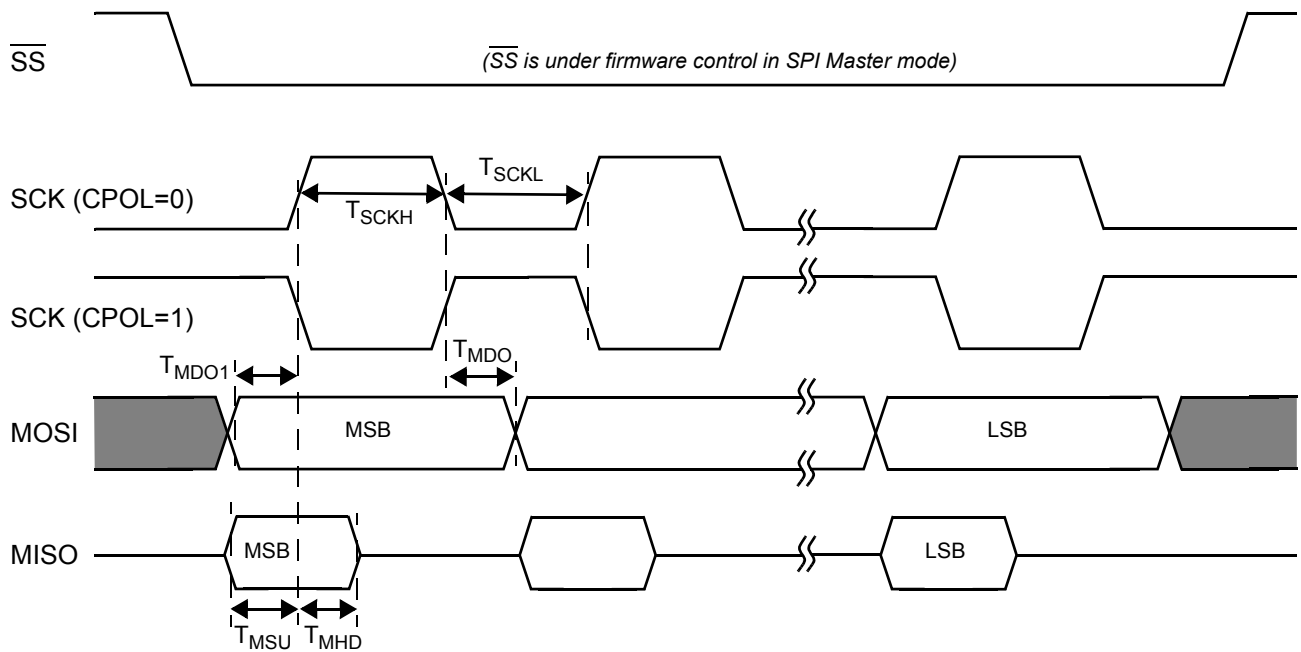 SS
(SS is under firmware control in SPI Master mode)
SCK (CPOL=0)
TSCKH
TSCKL
SCK (CPOL=1)
TMDO1
TMDO
MOSI
MSB
LSB
MISO
MSB
LSB
TMSU
TMHD